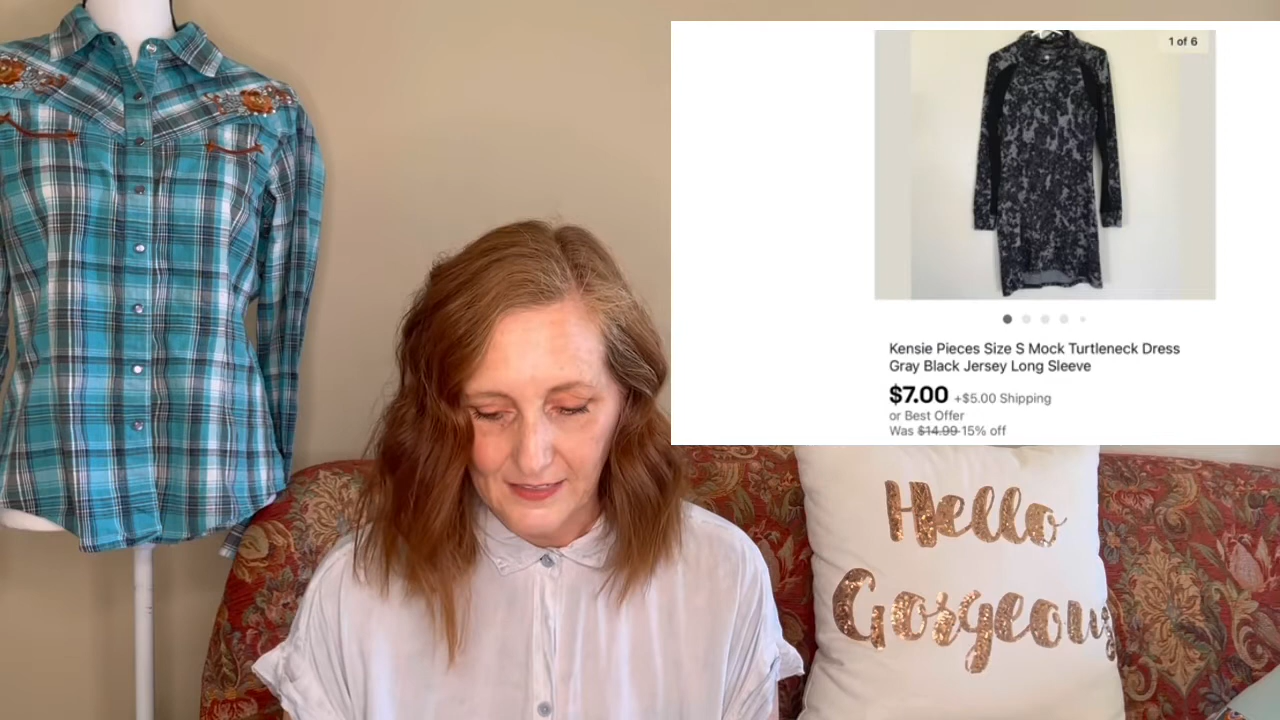 1 of 6
Kensie Pieces Size S Mock Turtleneck Dress
Gray Black Jersey Long Sleeve
$7.00 +$5.00 Shipping
or Best Offer
Was $14.99 15% off
Hello
Gorgeous